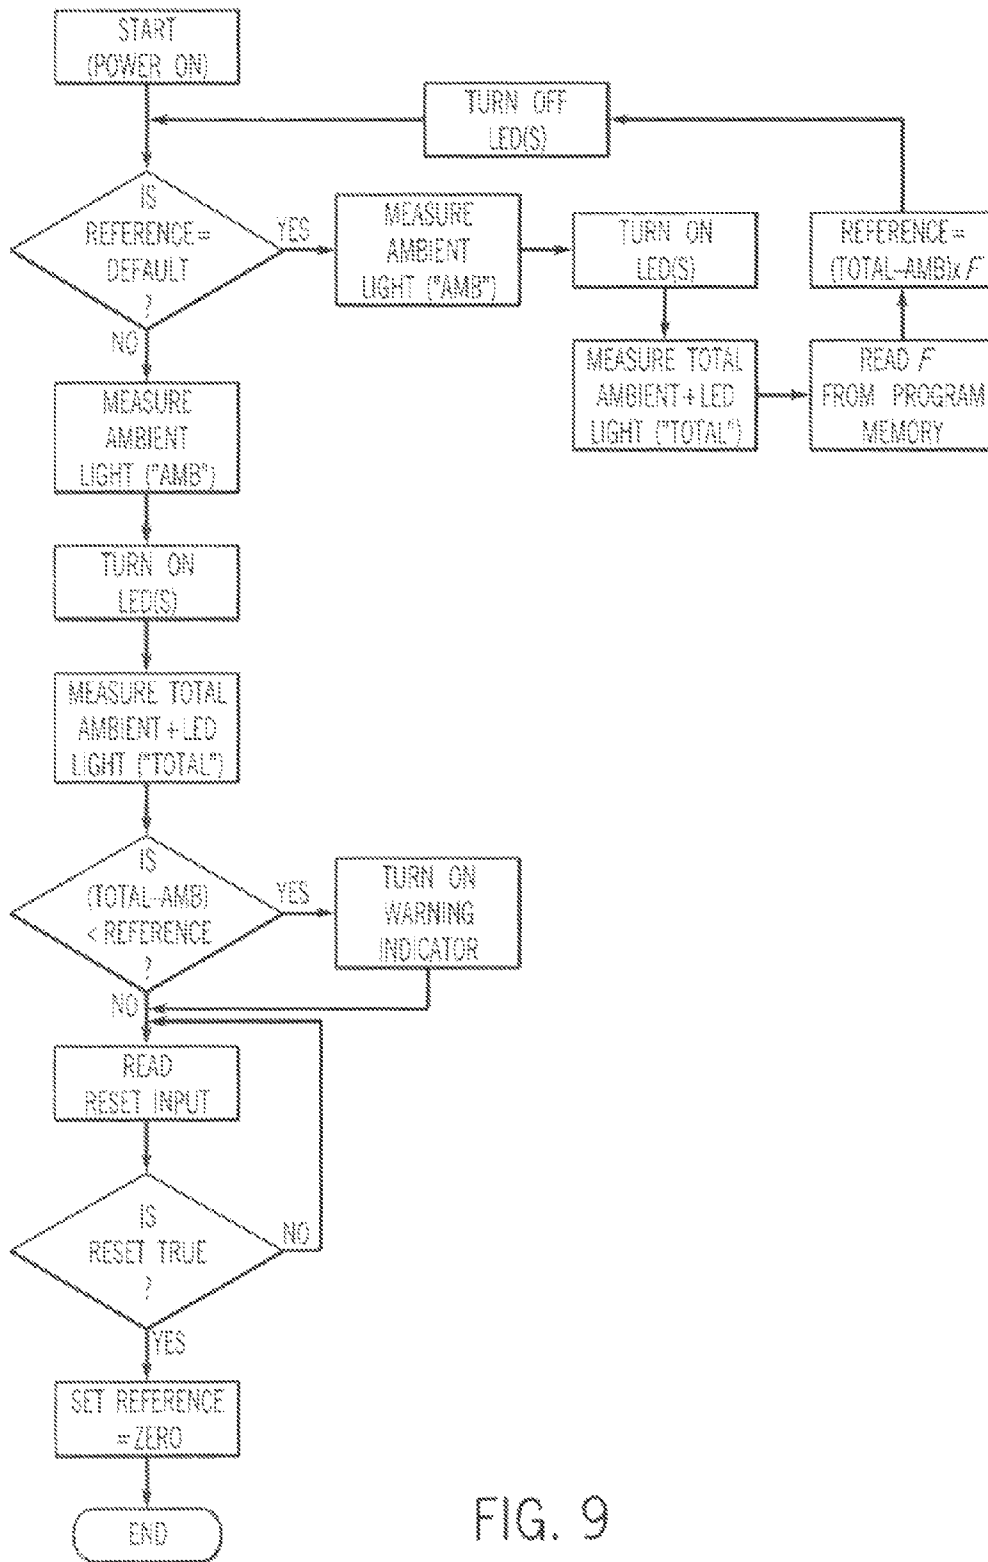 START
(POWER ON)
TURN OFF
LED(S)
IS
REFERENCE=
DEFAULT
?
YES
NO
MEASURE
AMBIENT
LIGHT ("AMB")
TURN ON
LED(S)
MEASURE TOTAL
AMBIENT+LED
LIGHT ("TOTAL")
READ F
FROM PROGRAM
MEMORY
REFERENCE=
(TOTAL-AMB)xF
MEASURE
AMBIENT
LIGHT ("AMB")
TURN ON
LED(S)
MEASURE TOTAL
AMBIENT+LED
LIGHT ("TOTAL")
IS
(TOTAL-AMB)
< REFERENCE
?
YES
TURN ON
WARNING
INDICATOR
NO
READ
RESET INPUT
IS
RESET TRUE
?
NO
YES
SET REFERENCE
=ZERO
END
FIG. 9